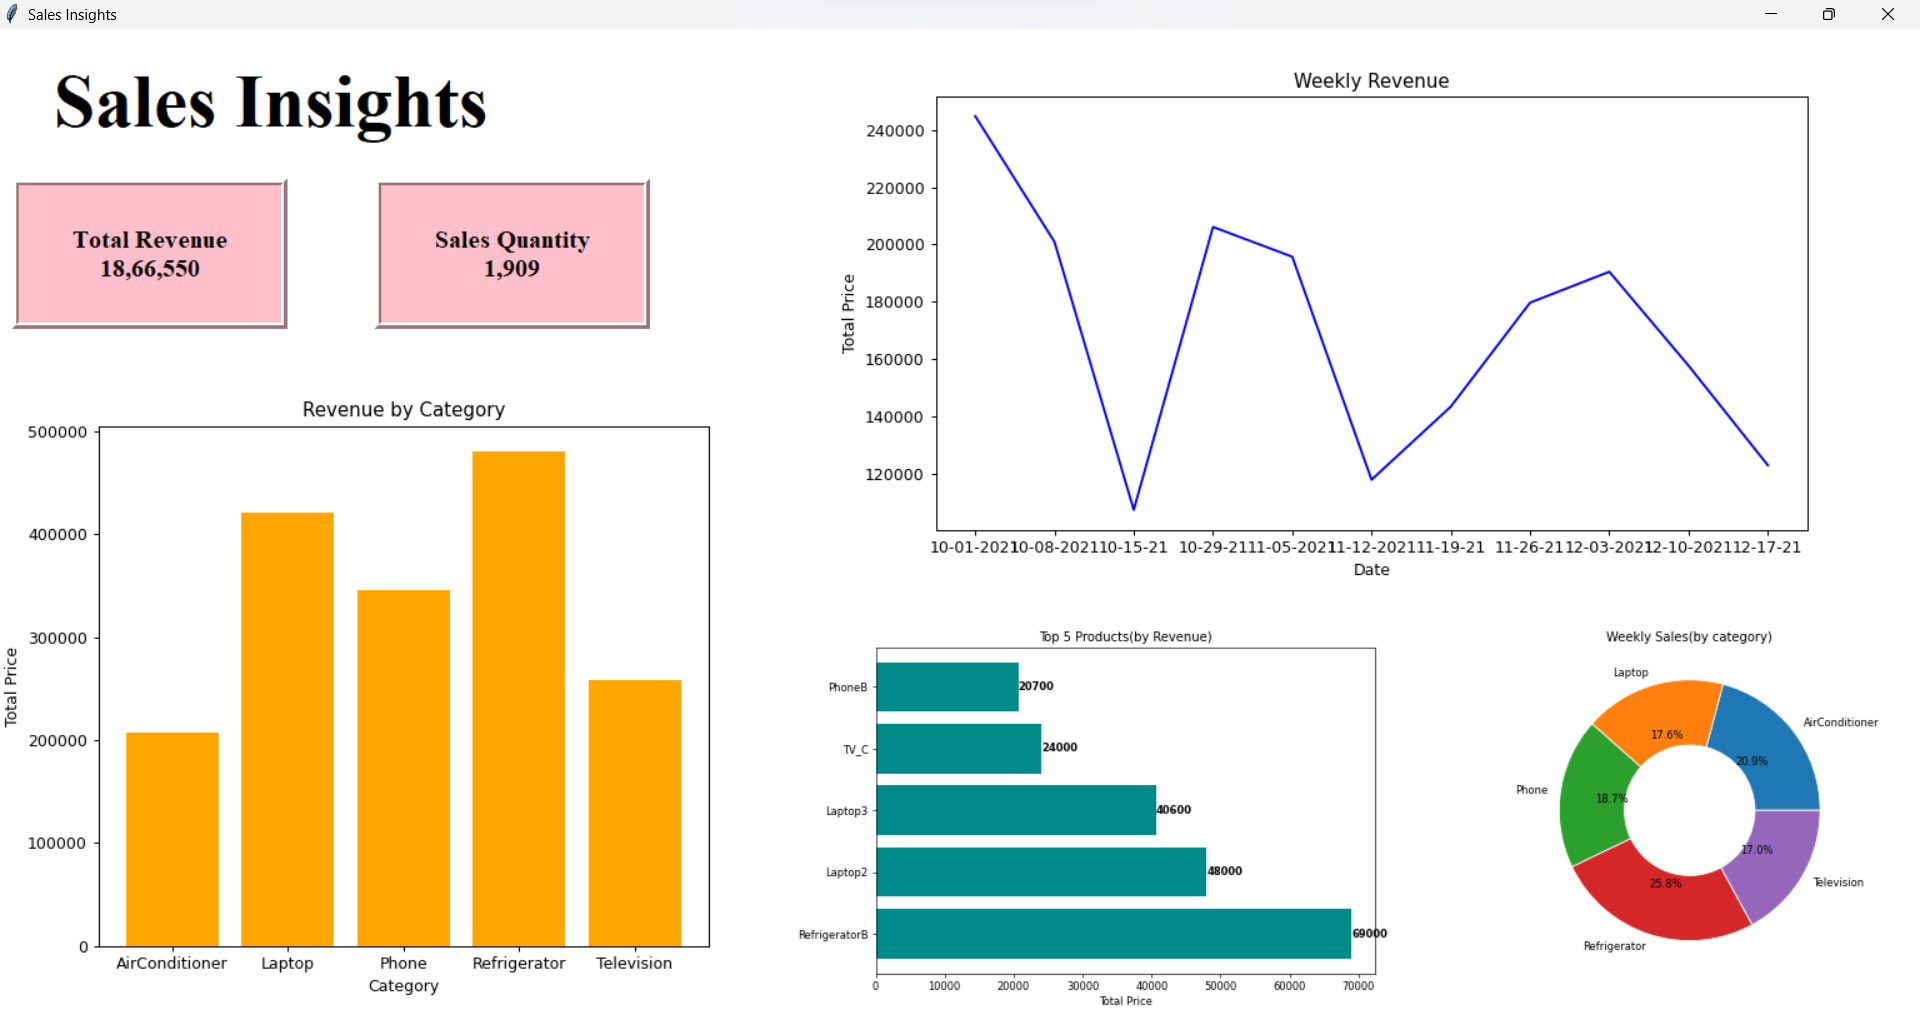 Sales Insights
Sales Insights
Total Revenue
18,66,550
Sales Quantity
1,909
Weekly Revenue
240000
220000
200000
180000
160000
140000
120000
Total Price
10-01-2021 10-08-2021 10-15-21 10-29-21 11-05-2021 11-12-2021 11-19-21 11-26-21 12-03-2021 12-10-2021 12-17-21
Date
Revenue by Category
500000
400000
300000
200000
100000
0
Total Price
AirConditioner Laptop Phone Refrigerator Television
Category
Top 5 Products(by Revenue)
PhoneB 20700
TV_C 24000
Laptop3 40600
Laptop2 48000
RefrigeratorB 69000
0 10000 20000 30000 40000 50000 60000 70000
Total Price
Weekly Sales(by category)
Laptop
17.6%
AirConditioner
20.9%
Phone
18.7%
Television
17.0%
Refrigerator
25.8%